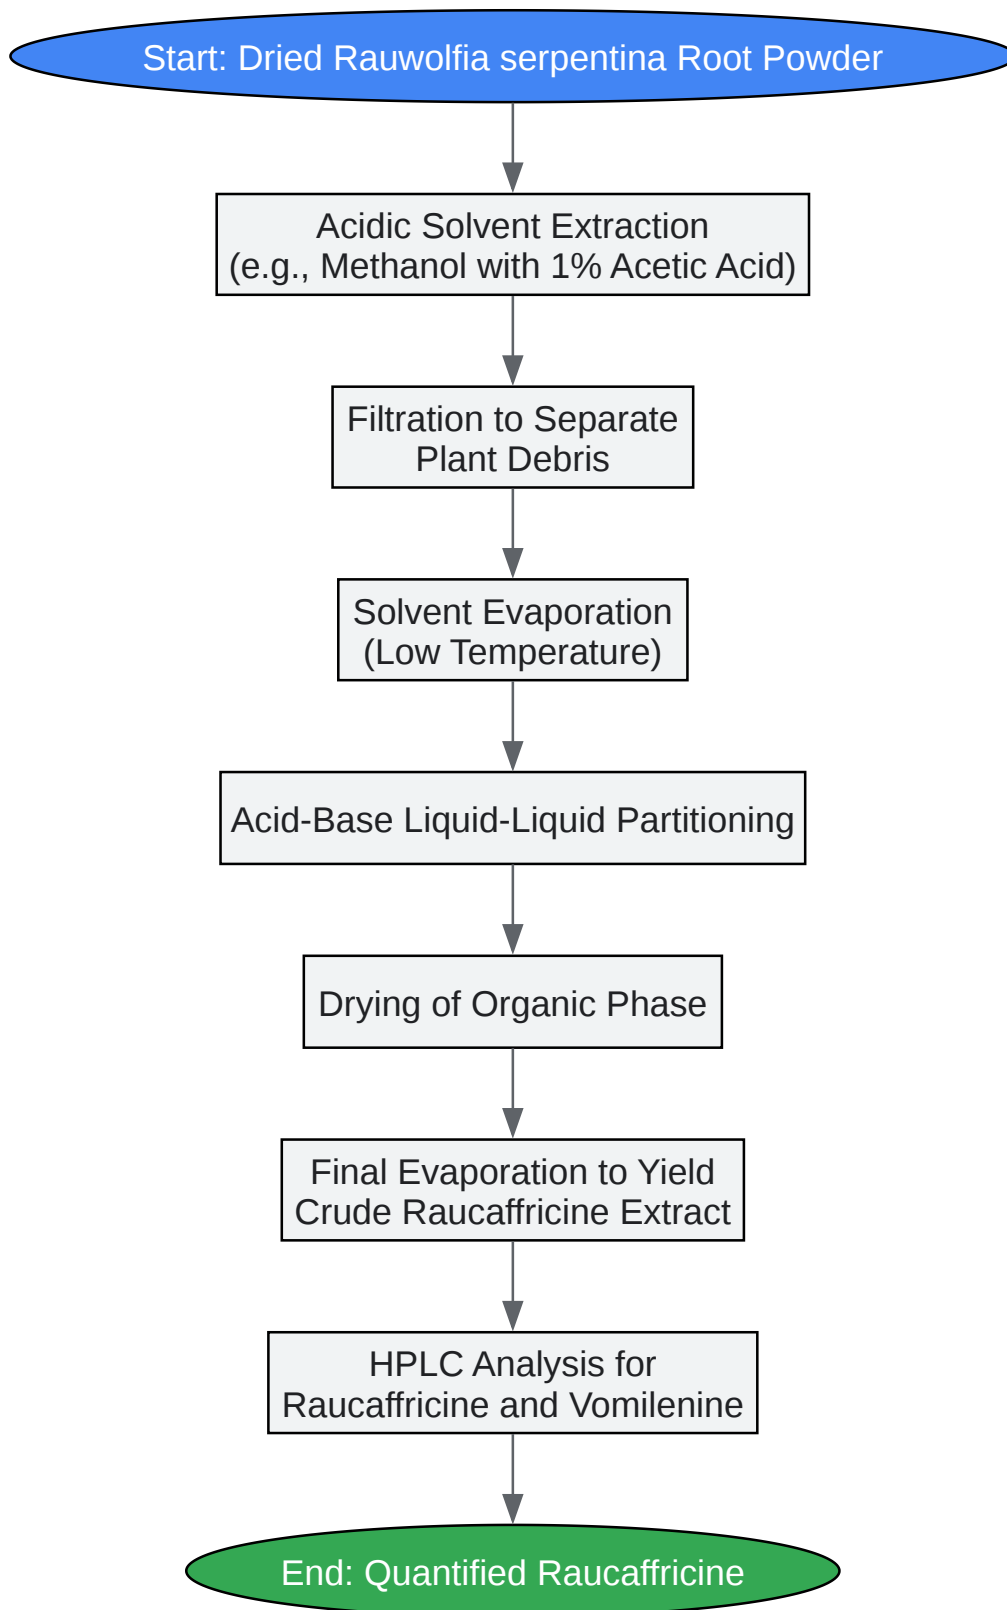 Start: Dried Rauwolfia serpentina Root Powder
Acidic Solvent Extraction
(e.g., Methanol with 1% Acetic Acid)
Filtration to Separate
Plant Debris
Solvent Evaporation
(Low Temperature)
Acid-Base Liquid-Liquid Partitioning
Drying of Organic Phase
Final Evaporation to Yield
Crude Raucaffricine Extract
HPLC Analysis for
Raucaffricine and Vomilenine
End: Quantified Raucaffricine